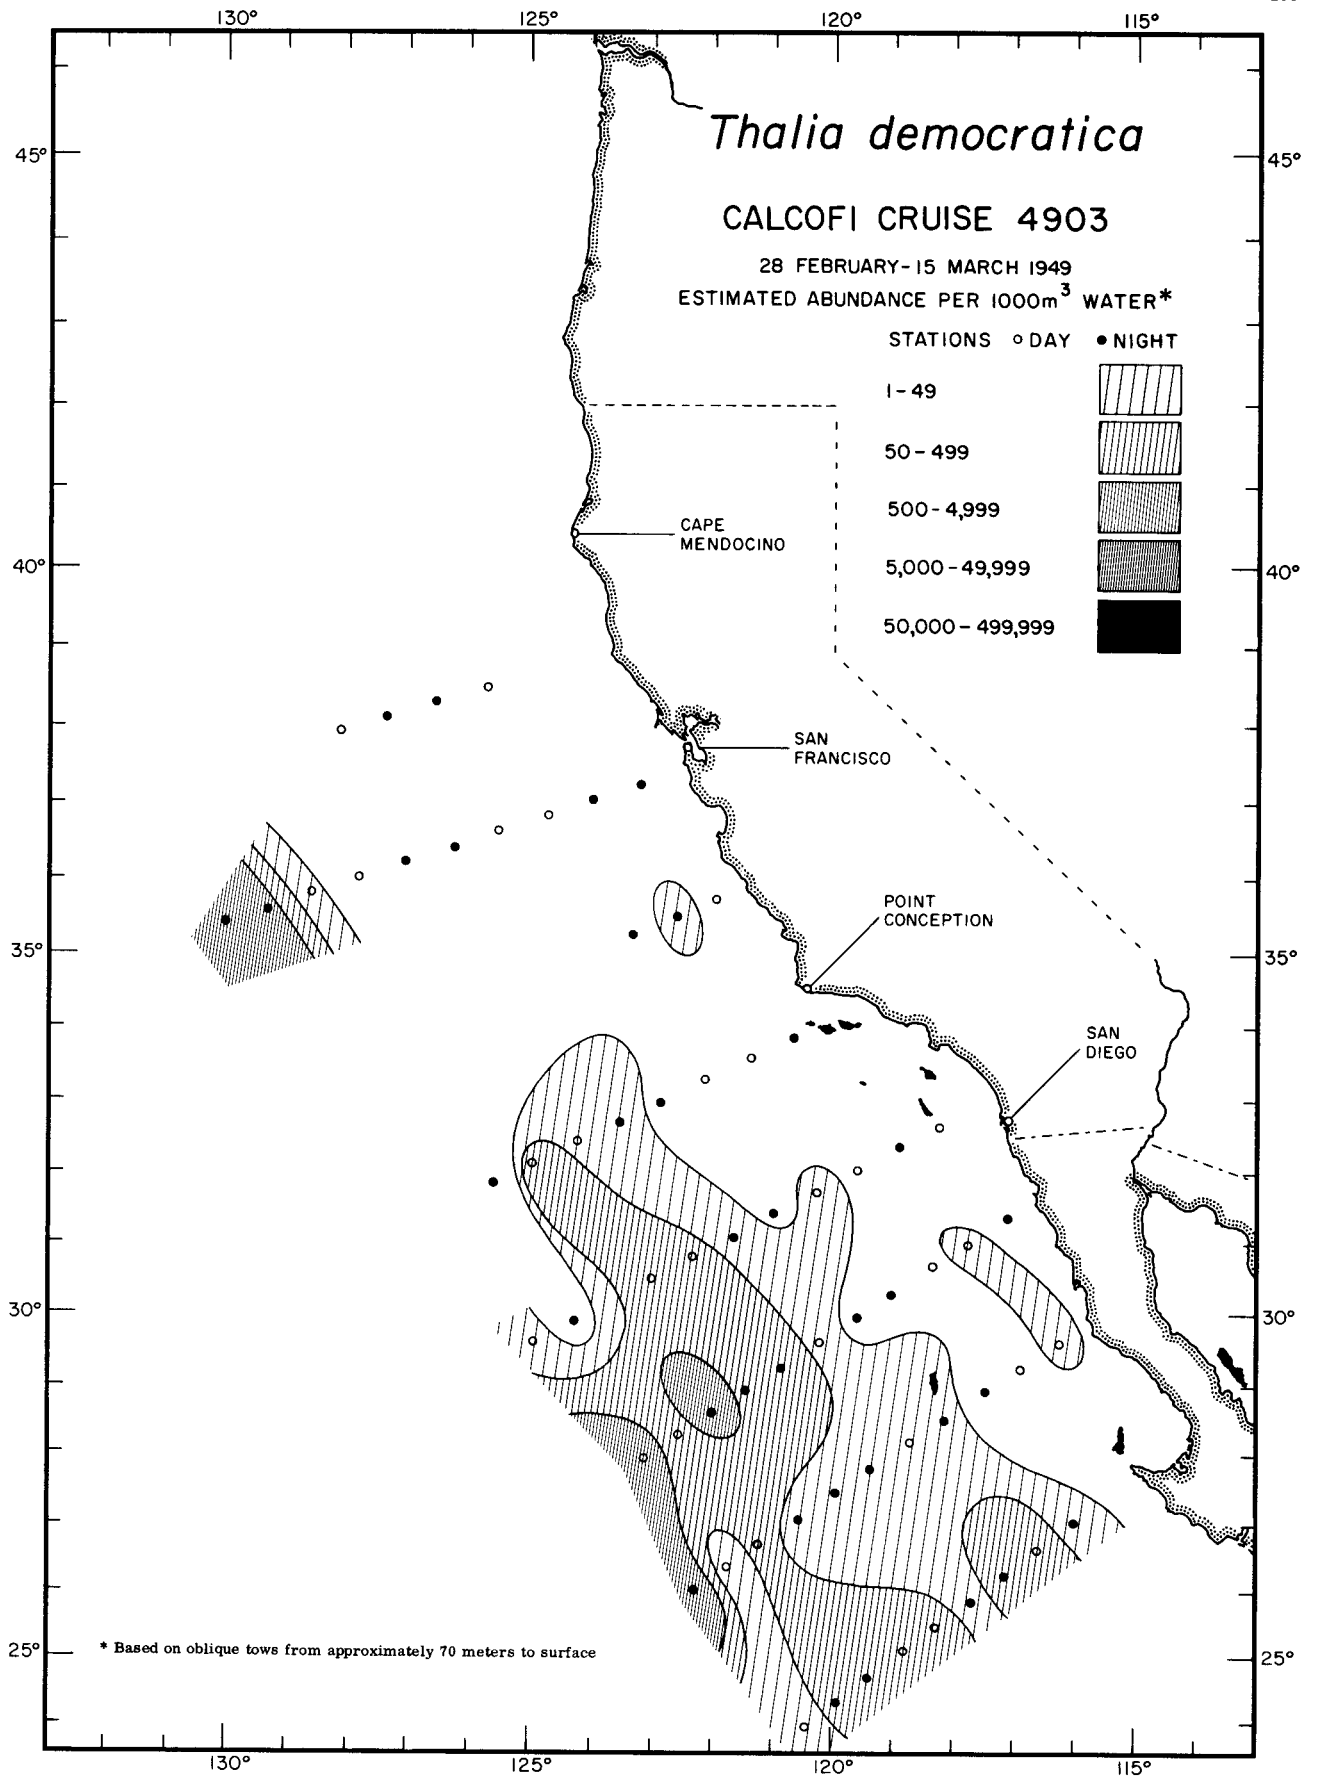 130° 125° 120° 115°
Thalia democratica
45° 45°
CALCOFI CRUISE 4903
28 FEBRUARY-15 MARCH 1949
ESTIMATED ABUNDANCE PER 1000m³ WATER*
STATIONS ○ DAY ● NIGHT
1-49
50-499
500-4,999
CAPE
MENDOCINO
5,000-49,999
40° 40°
50,000-499,999
SAN
FRANCISCO
POINT
CONCEPTION
35° 35°
SAN
DIEGO
30° 30°
* Based on oblique tows from approximately 70 meters to surface
25° 25°
130° 125° 120° 115°